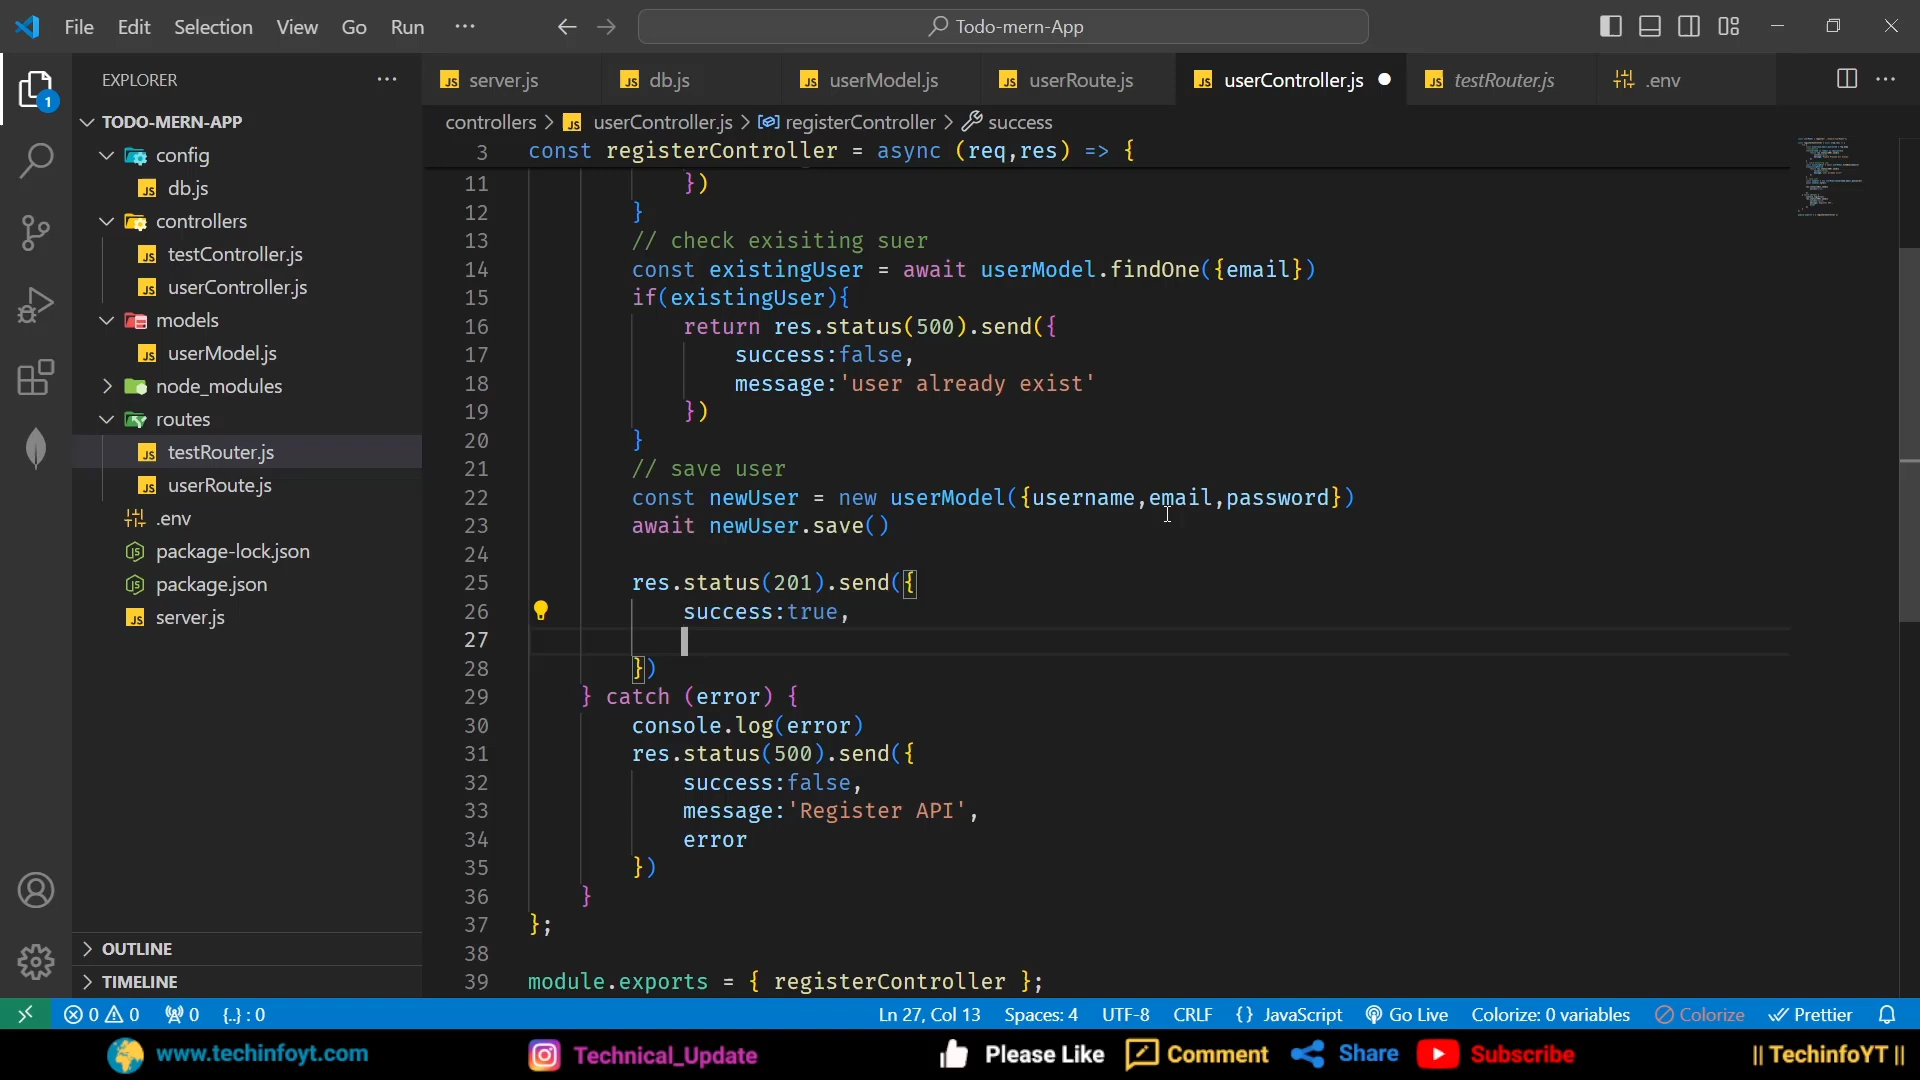 File Edit Selection View Go Run ···
Todo-mern-App
EXPLORER
server.js db.js userModel.js userRoute.js userController.js testRouter.js .env
1
TODO-MERN-APP
config
db.js
controllers
testController.js
userController.js
models
userModel.js
node_modules
routes
testRouter.js
userRoute.js
.env
package-lock.json
package.json
server.js
OUTLINE
TIMELINE
controllers > userController.js > registerController > success
3 const registerController = async (req,res) => {
11 })
12 }
13 // check exisiting suer
14 const existingUser = await userModel.findOne({email})
15 if(existingUser){
16 return res.status(500).send({
17 success:false,
18 message:'user already exist'
19 })
20 }
21 // save user
22 const newUser = new userModel({username,email,password})
23 await newUser.save()
24
25 res.status(201).send({
26 success:true,
27
28 })
29 } catch (error) {
30 console.log(error)
31 res.status(500).send({
32 success:false,
33 message:'Register API',
34 error
35 })
36 }
37 };
38
39 module.exports = { registerController };
0 0 0 {..} : 0 Ln 27, Col 13 Spaces: 4 UTF-8 CRLF {} JavaScript Go Live Colorize: 0 variables Colorize Prettier
www.techinfoyt.com Technical_Update Please Like Comment Share Subscribe || TechinfoYT ||